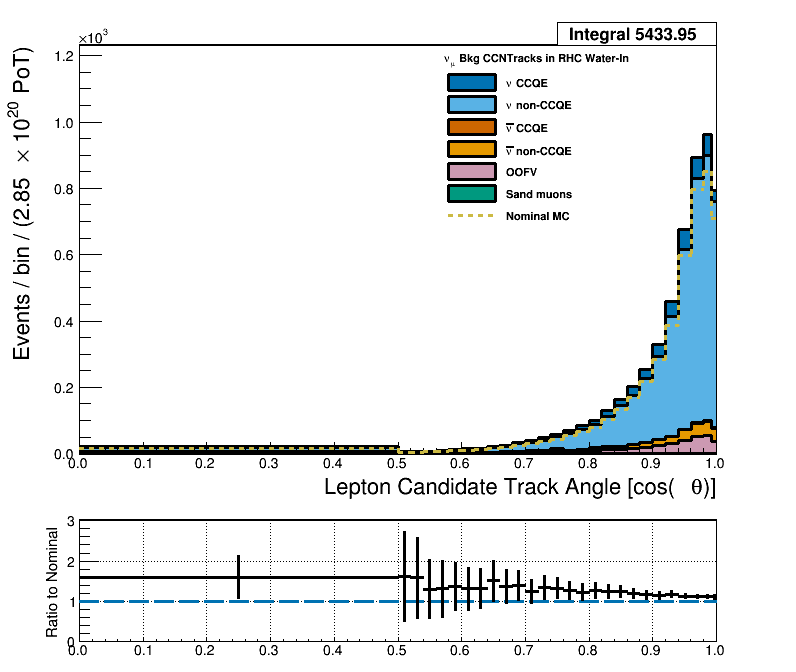 Integral 5433.95
×10³
ν_μ Bkg CCNTracks in RHC Water-In
ν CCQE
ν non-CCQE
ν̅ CCQE
ν̅ non-CCQE
OOFV
Sand muons
Nominal MC
Events / bin / (2.85 × 10²⁰ PoT)
1.2
1.0
0.8
0.6
0.4
0.2
0.0
0.0 0.1 0.2 0.3 0.4 0.5 0.6 0.7 0.8 0.9 1.0
Lepton Candidate Track Angle [cos( θ)]
Ratio to Nominal
3
2
1
0
0.0 0.1 0.2 0.3 0.4 0.5 0.6 0.7 0.8 0.9 1.0